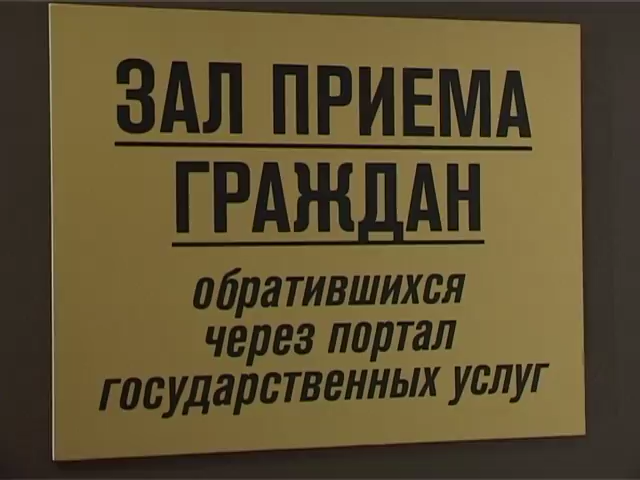 ЗАЛ ПРИЕМА
ГРАЖДАН
обратившихся
через портал
государственных услуг